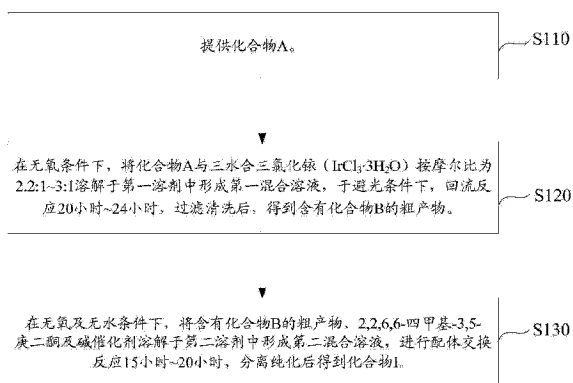 提供化合物A。
S110
在无氧条件下，将化合物A与三水合三氯化铱（IrCl3·3H2O）按摩尔比为
2.2:1~3:1溶解于第一溶剂中形成第一混合溶液，于避光条件下，回流反
应20小时~24小时，过滤清洗后，得到含有化合物B的粗产物。
S120
在无氧及无水条件下，将含有化合物B的粗产物、2,2,6,6-四甲基-3,5-
庚二酮及碱催化剂溶解于第二溶剂中形成第二混合溶液，进行配体交换
反应15小时~20小时，分离纯化后得到化合物I。
S130